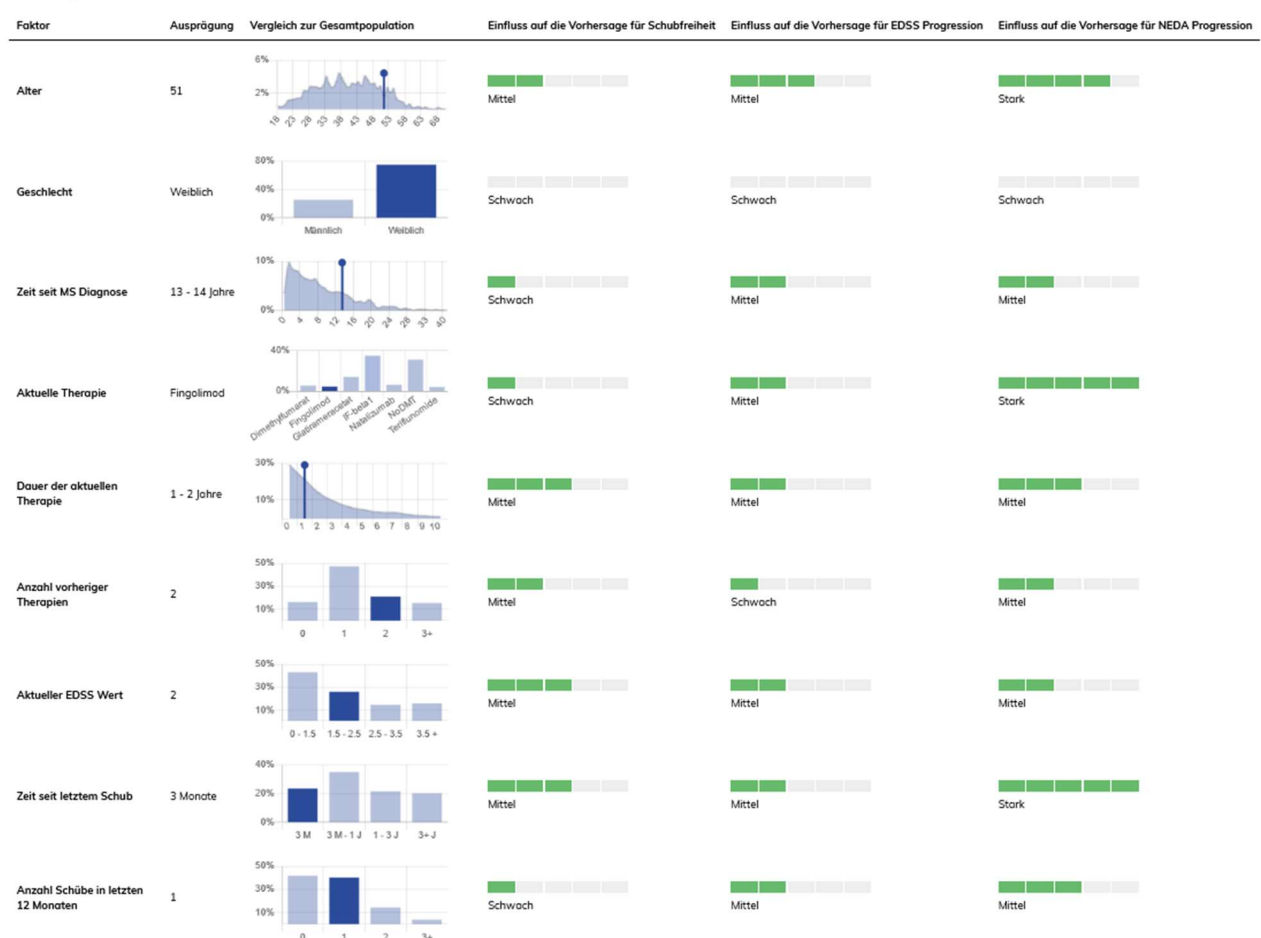 Faktor Ausprägung Vergleich zur Gesamtpopulation Einfluss auf die Vorhersage für Schubfreiheit Einfluss auf die Vorhersage für EDSS Progression Einfluss auf die Vorhersage für NEDA Progression
6%
2%
Alter 51
18 23 28 33 38 43 48 53 58 63 68
Mittel Mittel Stark
80%
40%
0%
Geschlecht Weiblich
Männlich Weiblich
Schwach Schwach Schwach
10%
0%
Zeit seit MS Diagnose 13 - 14 Jahre
0 4 8 12 16 20 24 28 33 40
Schwach Mittel Mittel
40%
0%
Aktuelle Therapie Fingolimod
Dimethylfumarat Fingolimod Glatirameracetat IF-beta1 Natalizumab NoDMT Teriflunomide
Schwach Mittel Stark
30%
10%
Dauer der aktuellen
Therapie
1 - 2 Jahre
0 1 2 3 4 5 6 7 8 9 10
Mittel Mittel Mittel
50%
30%
10%
Anzahl vorheriger
Therapien
2
0 1 2 3+
Mittel Schwach Mittel
50%
30%
10%
Aktueller EDSS Wert 2
0 - 1.5 1.5 - 2.5 2.5 - 3.5 3.5 +
Mittel Mittel Mittel
40%
20%
0%
Zeit seit letztem Schub 3 Monate
3 M 3 M - 1 J 1 - 3 J 3+ J
Mittel Mittel Stark
50%
30%
10%
Anzahl Schübe in letzten
12 Monaten
1
0 1 2 3+
Schwach Mittel Mittel